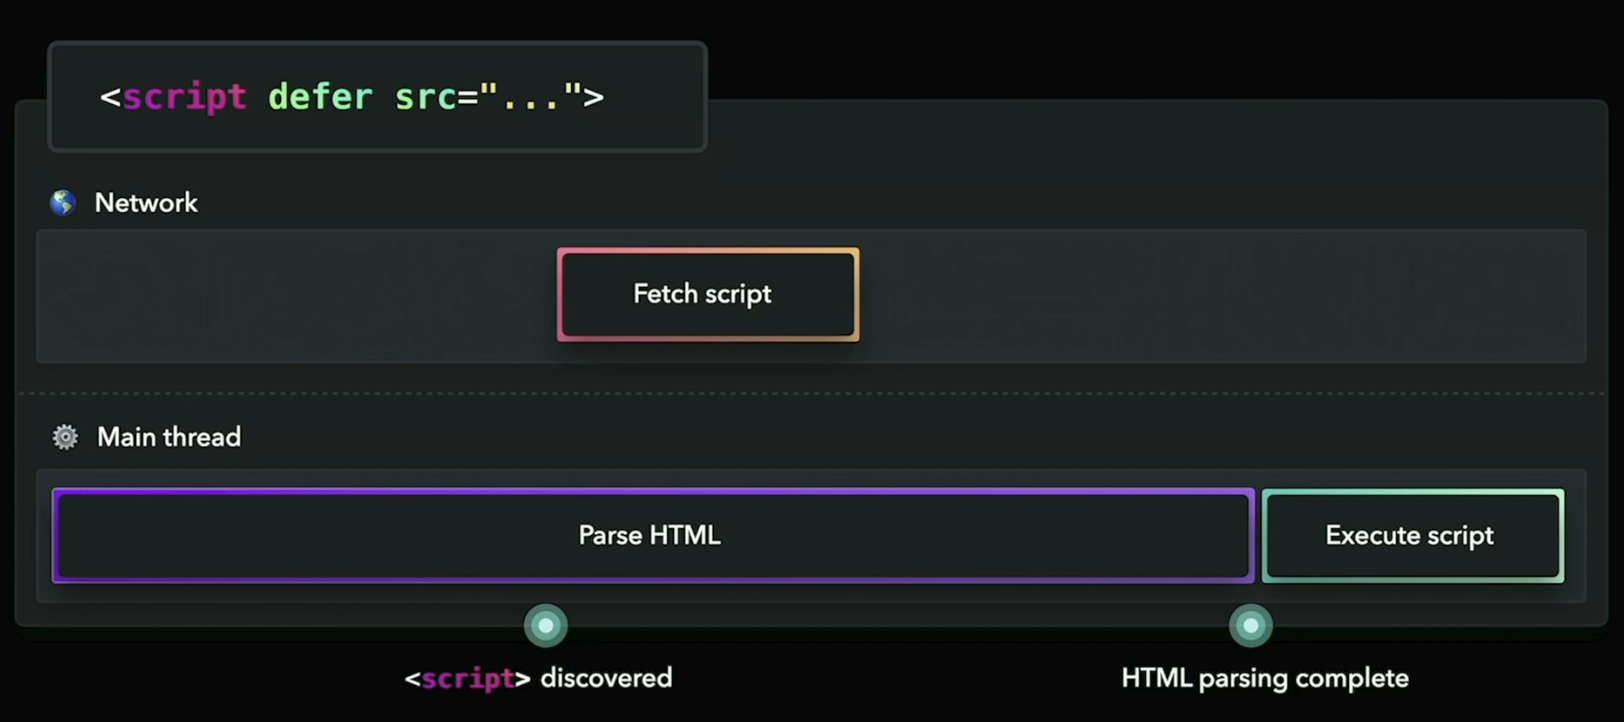 <script defer src="...">
Network
Fetch script
Main thread
Parse HTML
Execute script
<script> discovered
HTML parsing complete